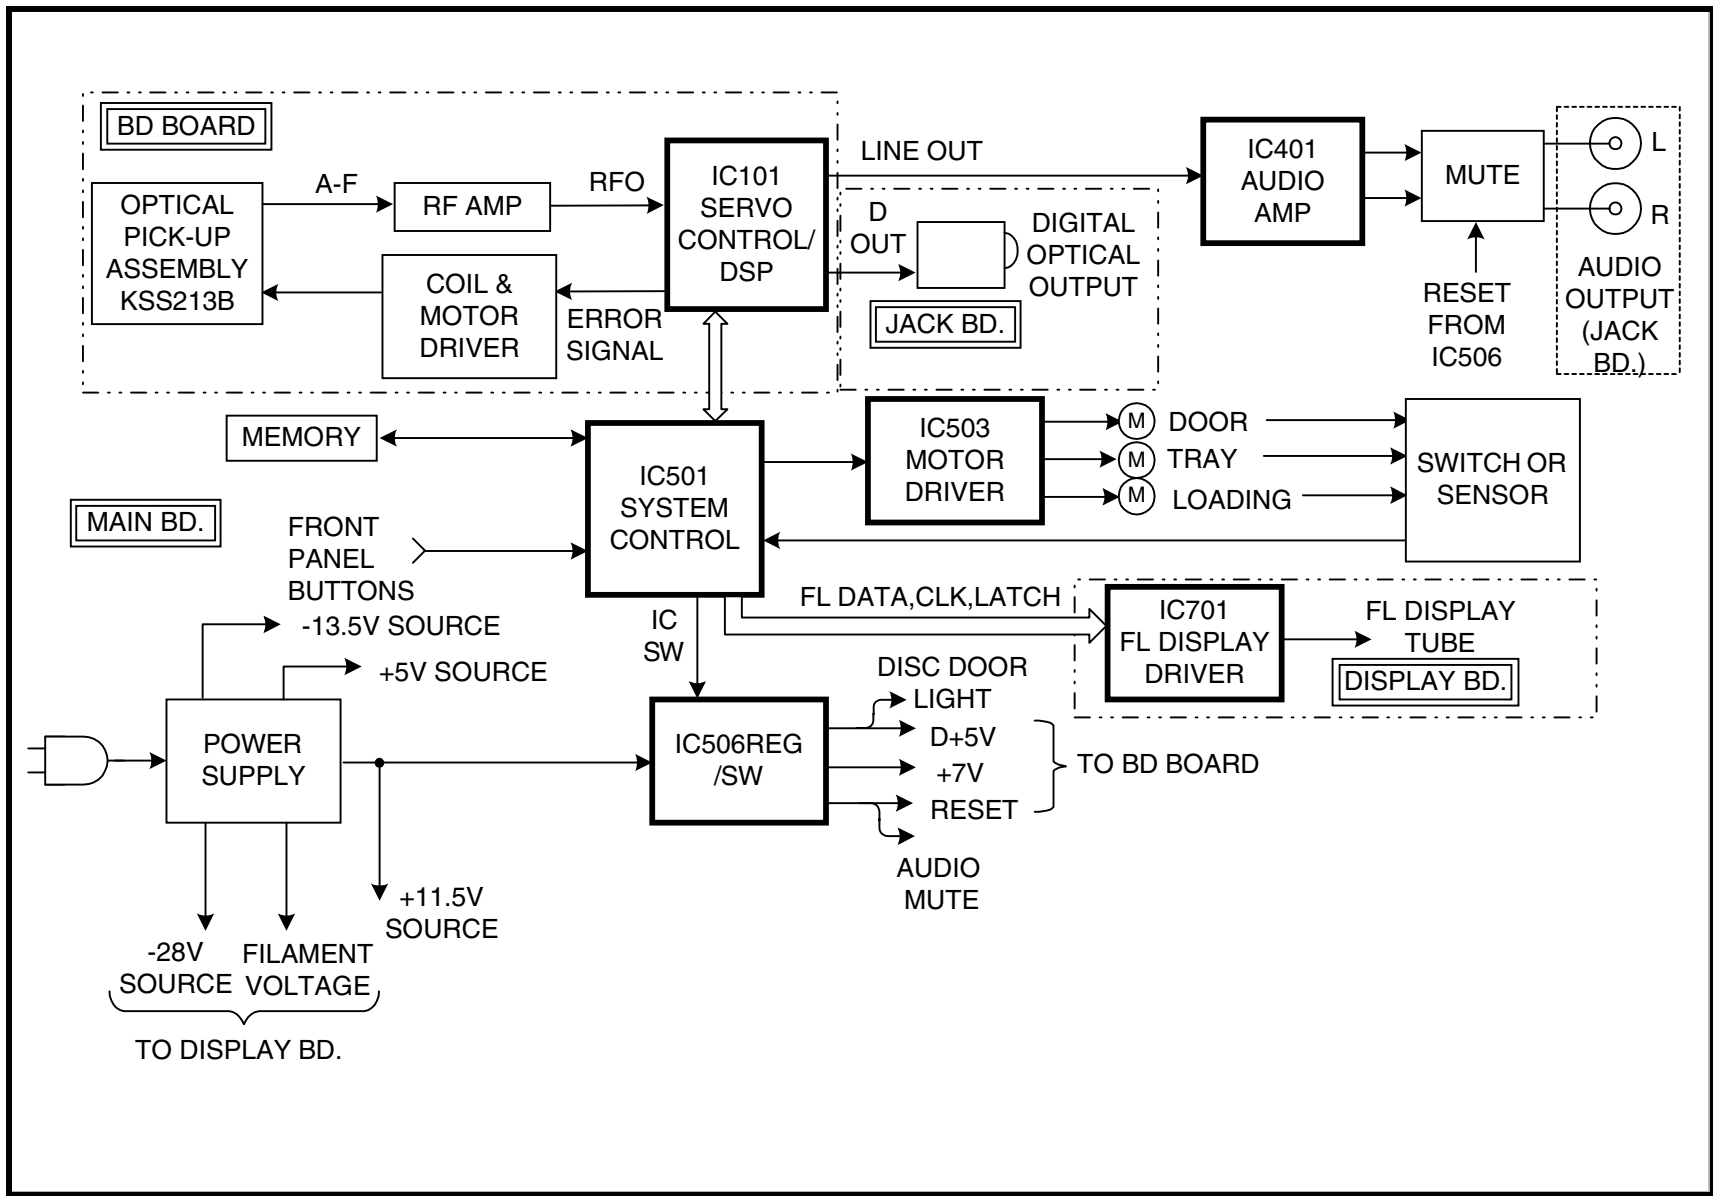 BD BOARD
OPTICAL
PICK-UP
ASSEMBLY
KSS213B
A-F
RF AMP
RFO
COIL &
MOTOR
DRIVER
ERROR
SIGNAL
IC101
SERVO
CONTROL/
DSP
LINE OUT
D
OUT
DIGITAL
OPTICAL
OUTPUT
JACK BD.
IC401
AUDIO
AMP
MUTE
RESET
FROM
IC506
L
R
AUDIO
OUTPUT
(JACK
BD.)
MEMORY
MAIN BD.
FRONT
PANEL
BUTTONS
IC501
SYSTEM
CONTROL
IC503
MOTOR
DRIVER
M
DOOR
M
TRAY
M
LOADING
SWITCH OR
SENSOR
FL DATA,CLK,LATCH
IC701
FL DISPLAY
DRIVER
FL DISPLAY
TUBE
DISPLAY BD.
IC
SW
-13.5V SOURCE
+5V SOURCE
POWER
SUPPLY
IC506REG
/SW
DISC DOOR
LIGHT
D+5V
+7V
RESET
TO BD BOARD
AUDIO
MUTE
+11.5V
SOURCE
-28V
SOURCE
FILAMENT
VOLTAGE
TO DISPLAY BD.